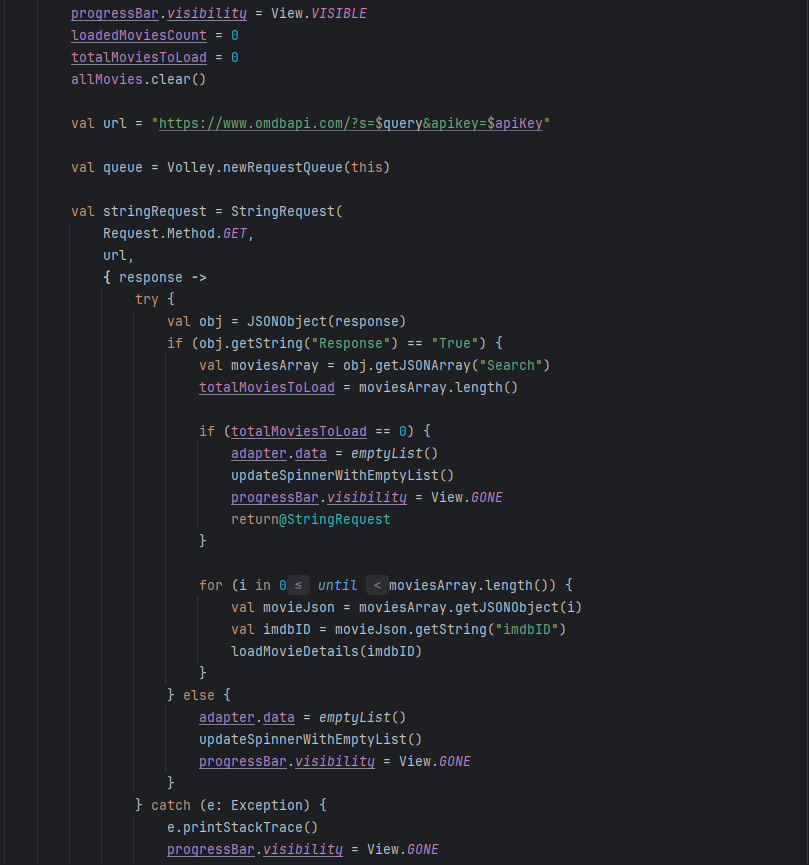 progressBar.visibility = View.VISIBLE
loadedMoviesCount = 0
totalMoviesToLoad = 0
allMovies.clear()

val url = "https://www.omdbapi.com/?s=$query&apikey=$apiKey"

val queue = Volley.newRequestQueue(this)

val stringRequest = StringRequest(
    Request.Method.GET,
    url,
    { response ->
        try {
            val obj = JSONObject(response)
            if (obj.getString("Response") == "True") {
                val moviesArray = obj.getJSONArray("Search")
                totalMoviesToLoad = moviesArray.length()

                if (totalMoviesToLoad == 0) {
                    adapter.data = emptyList()
                    updateSpinnerWithEmptyList()
                    progressBar.visibility = View.GONE
                    return@StringRequest
                }

                for (i in 0 ≤ until < moviesArray.length()) {
                    val movieJson = moviesArray.getJSONObject(i)
                    val imdbID = movieJson.getString("imdbID")
                    loadMovieDetails(imdbID)
                }
            } else {
                adapter.data = emptyList()
                updateSpinnerWithEmptyList()
                progressBar.visibility = View.GONE
            }
        } catch (e: Exception) {
            e.printStackTrace()
            progressBar.visibility = View.GONE